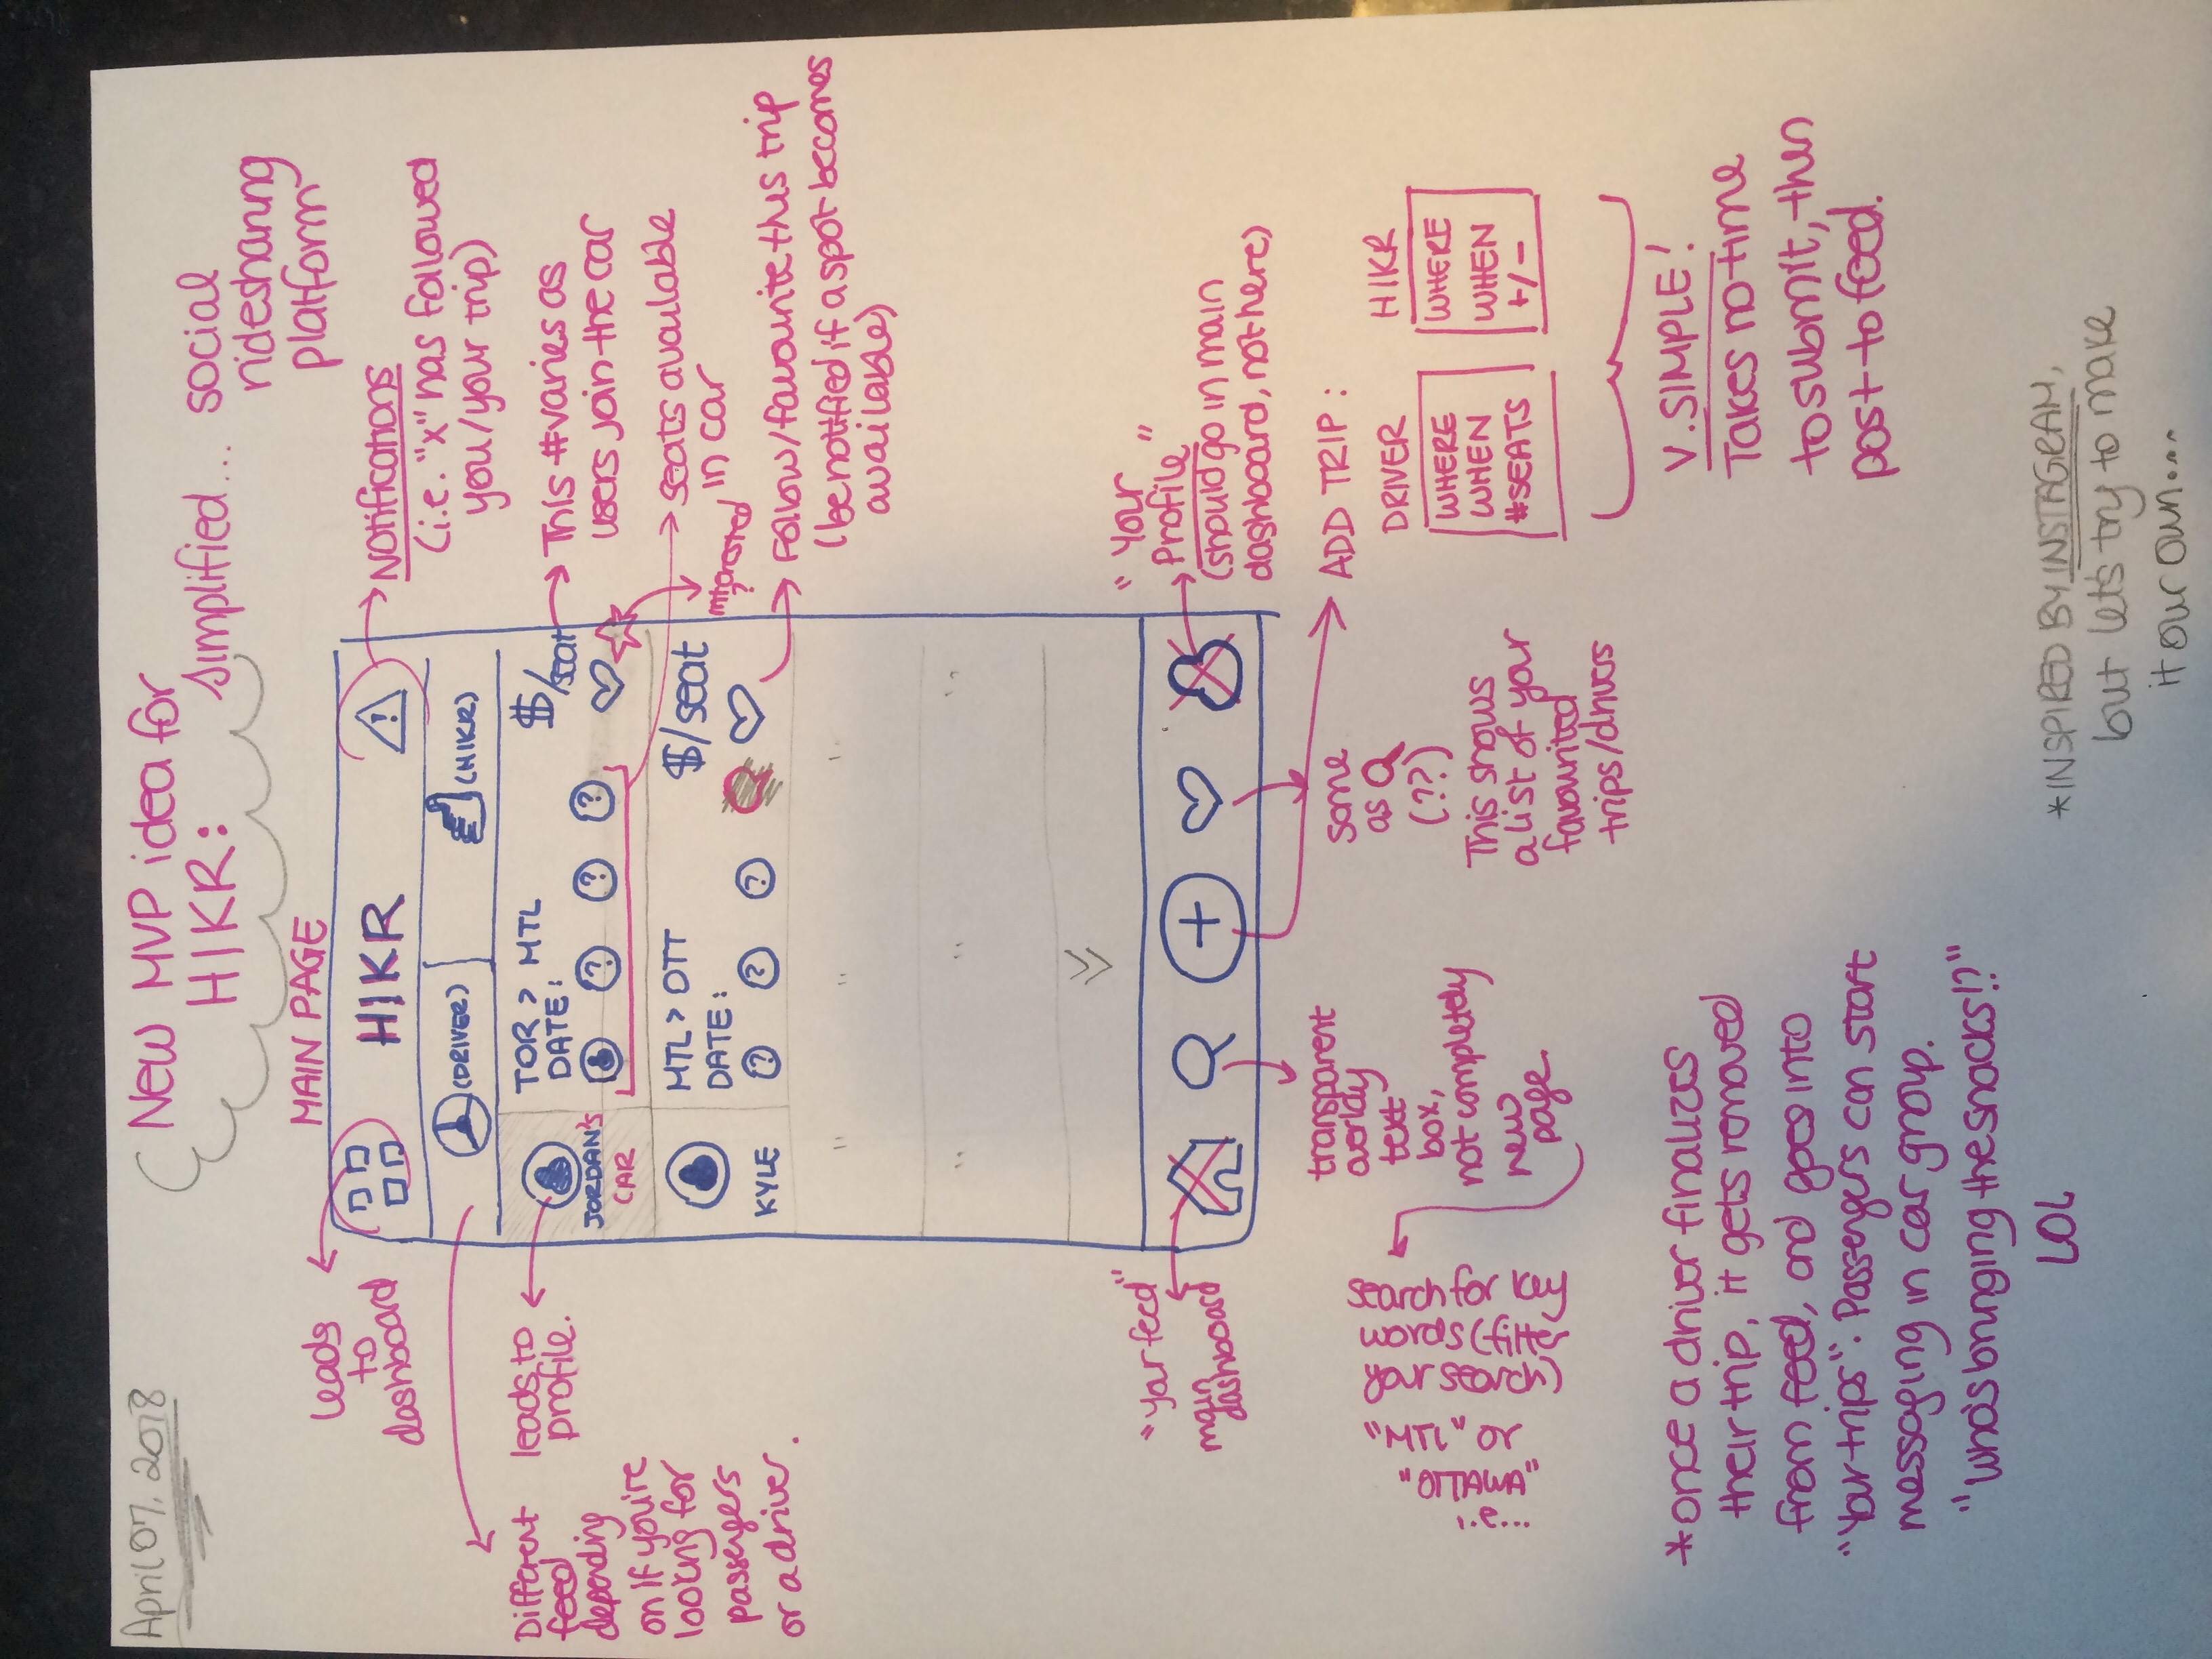 April 07, 2018
New MVP idea for
HIKR:
simplified... social
ridesharing
platform
MAIN PAGE
leads
to
dashboard
HIKR
!
Notifications
(i.e. "x" has followed
you/your trip)
(DRIVER)
(HIKR)
Different
feed
depending
on if you're
looking for
passengers
or a driver.
leads to
profile.
JORDAN'S
CAR
TOR > MTL
DATE:
? ? ?
$/seat
This # varies as
users join the car
seats available
in car
interested
?
KYLE
MTL > OTT
DATE:
? ? ?
$/seat
Follow/favourite this trip
(be notified if a spot becomes
available)
" " "
" " "
"your feed"
main
dashboard
+
"Your
Profile"
(should go in main
dashboard, not here)
transparent
overlay
text
box,
not completely
new
page.
Search for key
words (filter
your search)
"MTL" or
"OTTAWA"
i.e....
same
as
(??)
This shows
a list of your
favourited
trips/drivers
ADD TRIP:
DRIVER
WHERE
WHEN
#SEATS
HIKR
WHERE
WHEN
+/-
V. SIMPLE!
Takes no time
to submit, then
post to feed.
*once a driver finalizes
their trip, it gets removed
from feed, and goes into
"Your trips". Passengers can start
messaging in car group.
"Who's bringing the snacks!?"
LOL
*INSPIRED BY INSTAGRAM,
but let's try to make
it our own...